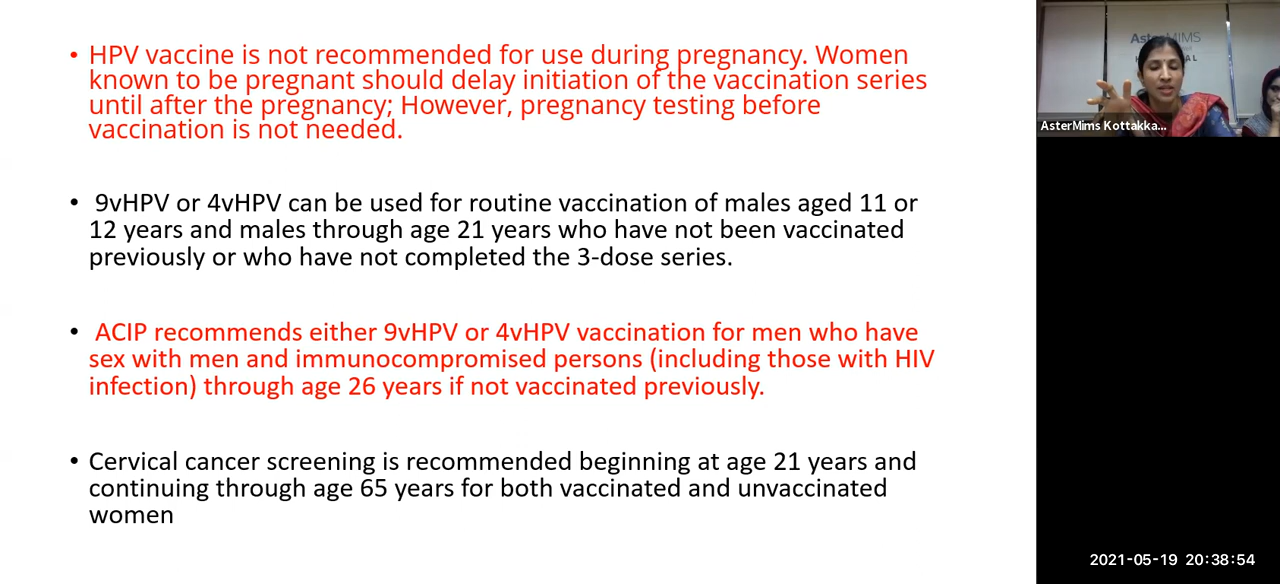 • HPV vaccine is not recommended for use during pregnancy. Women
known to be pregnant should delay initiation of the vaccination series
until after the pregnancy; However, pregnancy testing before
vaccination is not needed.
• 9vHPV or 4vHPV can be used for routine vaccination of males aged 11 or
12 years and males through age 21 years who have not been vaccinated
previously or who have not completed the 3-dose series.
• ACIP recommends either 9vHPV or 4vHPV vaccination for men who have
sex with men and immunocompromised persons (including those with HIV
infection) through age 26 years if not vaccinated previously.
• Cervical cancer screening is recommended beginning at age 21 years and
continuing through age 65 years for both vaccinated and unvaccinated
women
AsterMims Kottakka...
2021-05-19 20:38:54